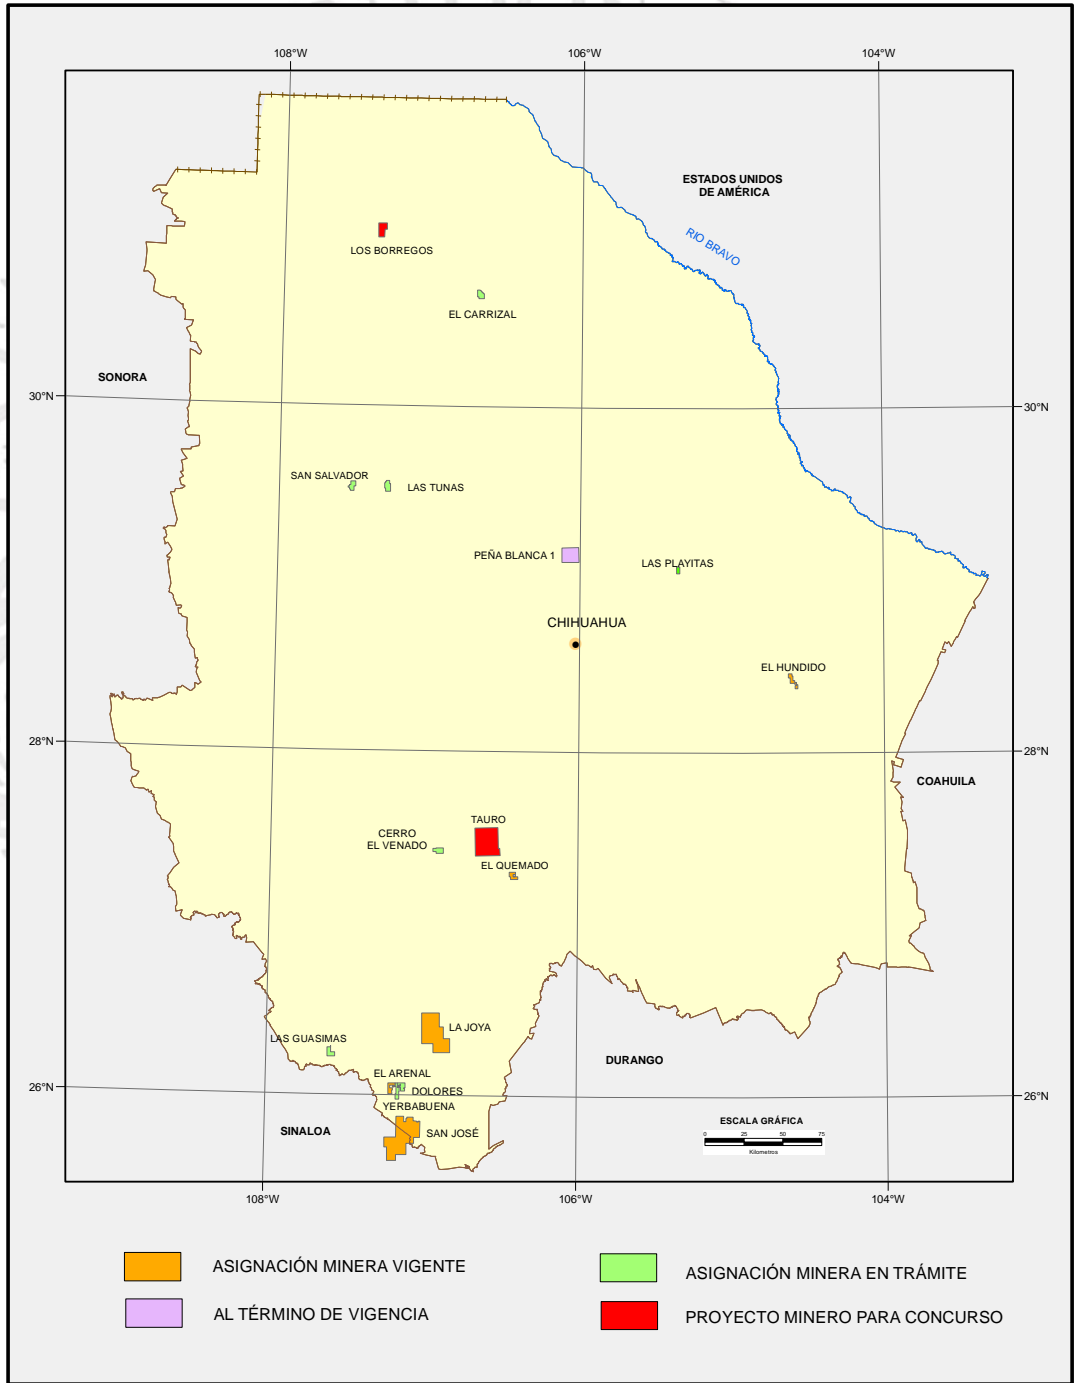 108°W
106°W
104°W
ESTADOS UNIDOS
DE AMÉRICA
RIO BRAVO
LOS BORREGOS
EL CARRIZAL
SONORA
30°N
30°N
SAN SALVADOR
LAS TUNAS
PEÑA BLANCA 1
LAS PLAYITAS
CHIHUAHUA
EL HUNDIDO
28°N
28°N
COAHUILA
TAURO
CERRO
EL VENADO
EL QUEMADO
LA JOYA
LAS GUASIMAS
DURANGO
EL ARENAL
26°N
DOLORES
26°N
YERBABUENA
SINALOA
SAN JOSÉ
ESCALA GRÁFICA
0 25 50 75
Kilometros
108°W
106°W
104°W
ASIGNACIÓN MINERA VIGENTE
ASIGNACIÓN MINERA EN TRÁMITE
AL TÉRMINO DE VIGENCIA
PROYECTO MINERO PARA CONCURSO